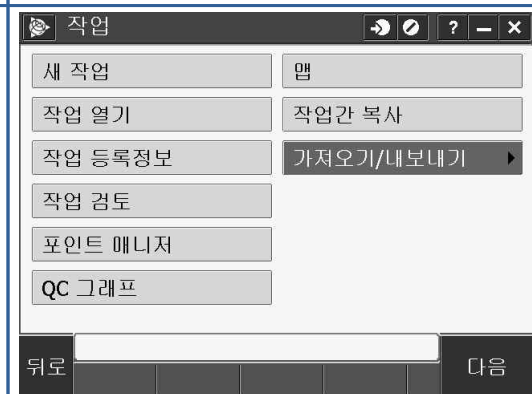 작업
? – ×
새 작업
맵
작업 열기
작업간 복사
작업 등록정보
가져오기/내보내기
작업 검토
포인트 매니저
QC 그래프
뒤로
다음